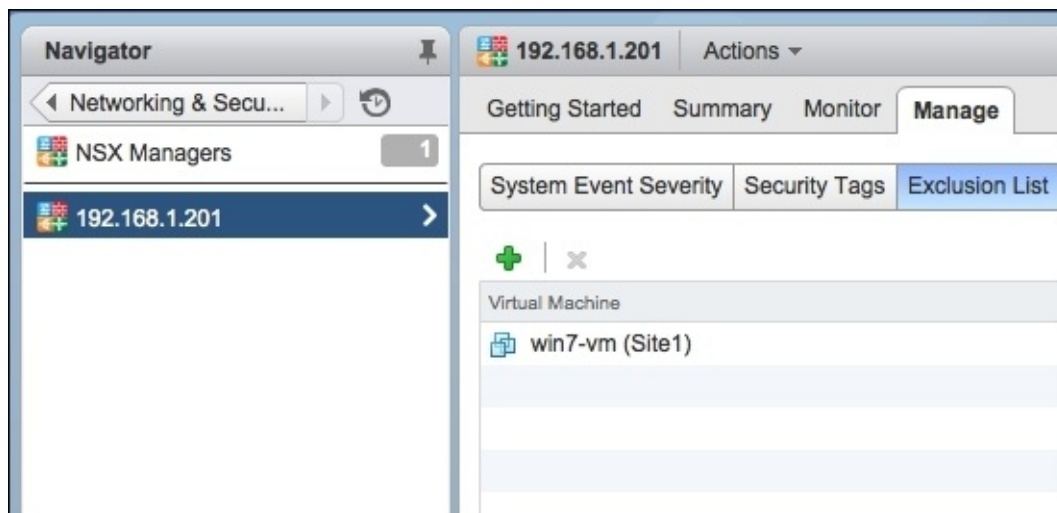 Navigator
Networking & Secu...
NSX Managers 1
192.168.1.201
192.168.1.201 Actions
Getting Started Summary Monitor Manage
System Event Severity Security Tags Exclusion List
Virtual Machine
win7-vm (Site1)